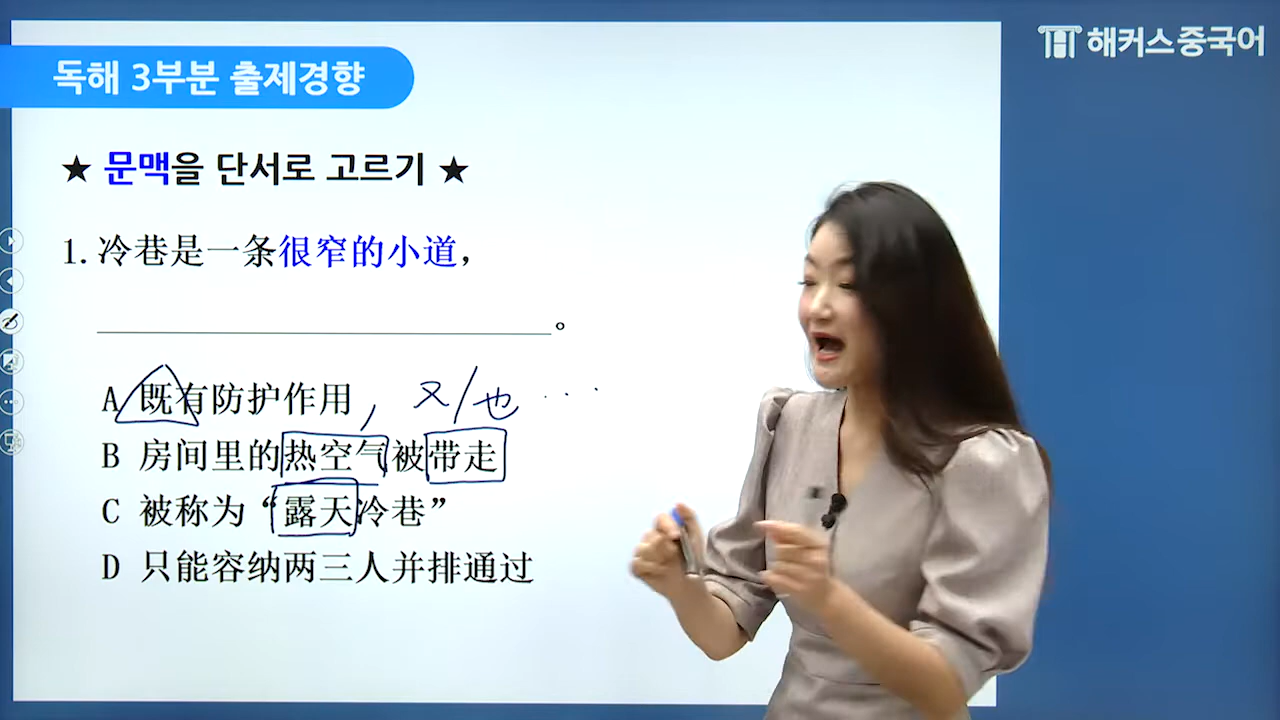 해커스중국어
독해 3부분 출제경향
★ 문맥을 단서로 고르기 ★
1. 冷巷是一条很窄的小道,
。
A 既有防护作用 , 又/也 ...
B 房间里的热空气被带走
C 被称为“露天冷巷”
D 只能容纳两三人并排通过